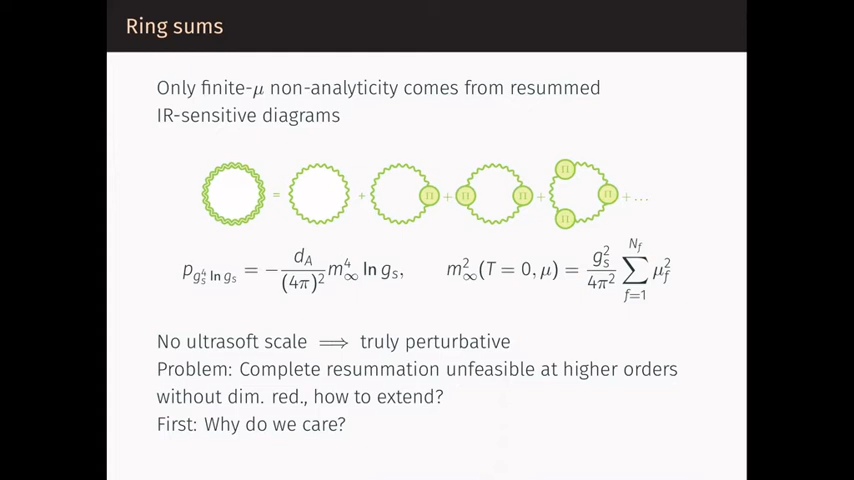 Ring sums
Only finite-μ non-analyticity comes from resummed
IR-sensitive diagrams
= + Π + Π Π + Π Π Π + ...
p_{g_s^4 ln g_s} = −\frac{d_A}{(4π)^2} m_∞^4 ln g_s, m_∞^2(T = 0, μ) = \frac{g_s^2}{4π^2} \sum_{f=1}^{N_f} μ_f^2
No ultrasoft scale ⟹ truly perturbative
Problem: Complete resummation unfeasible at higher orders
without dim. red., how to extend?
First: Why do we care?